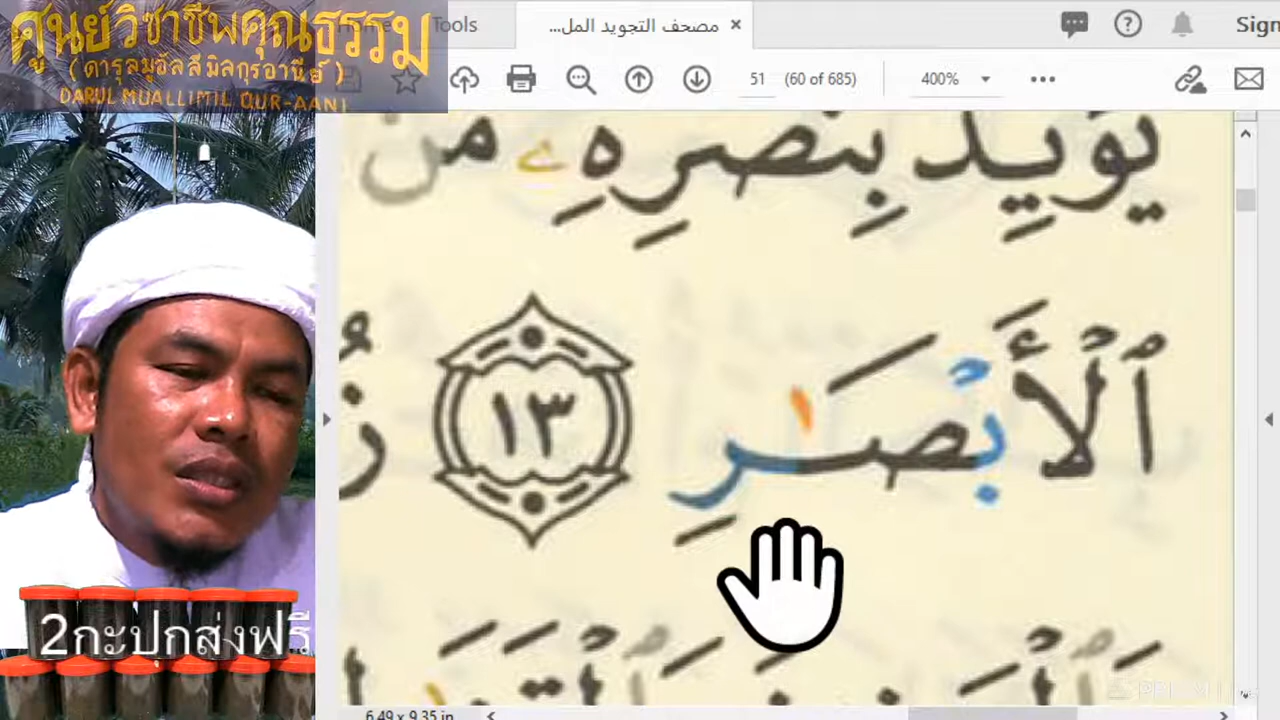 ศูนย์วิชาชีพคุณธรรม
(ดารุลมูอัลลีมิลกุรอานีย์)
DARUL MUALLIMIL QUR-AANI
Tools
مصحف التجويد المل...
Sign
51 (60 of 685)
400%
يُؤَيِّدُ بِنَصْرِهِۦ مَن
ٱلْأَبْصَـٰرِ ١٣
2กะปุกส่งฟรี
6.49 x 9.35 in